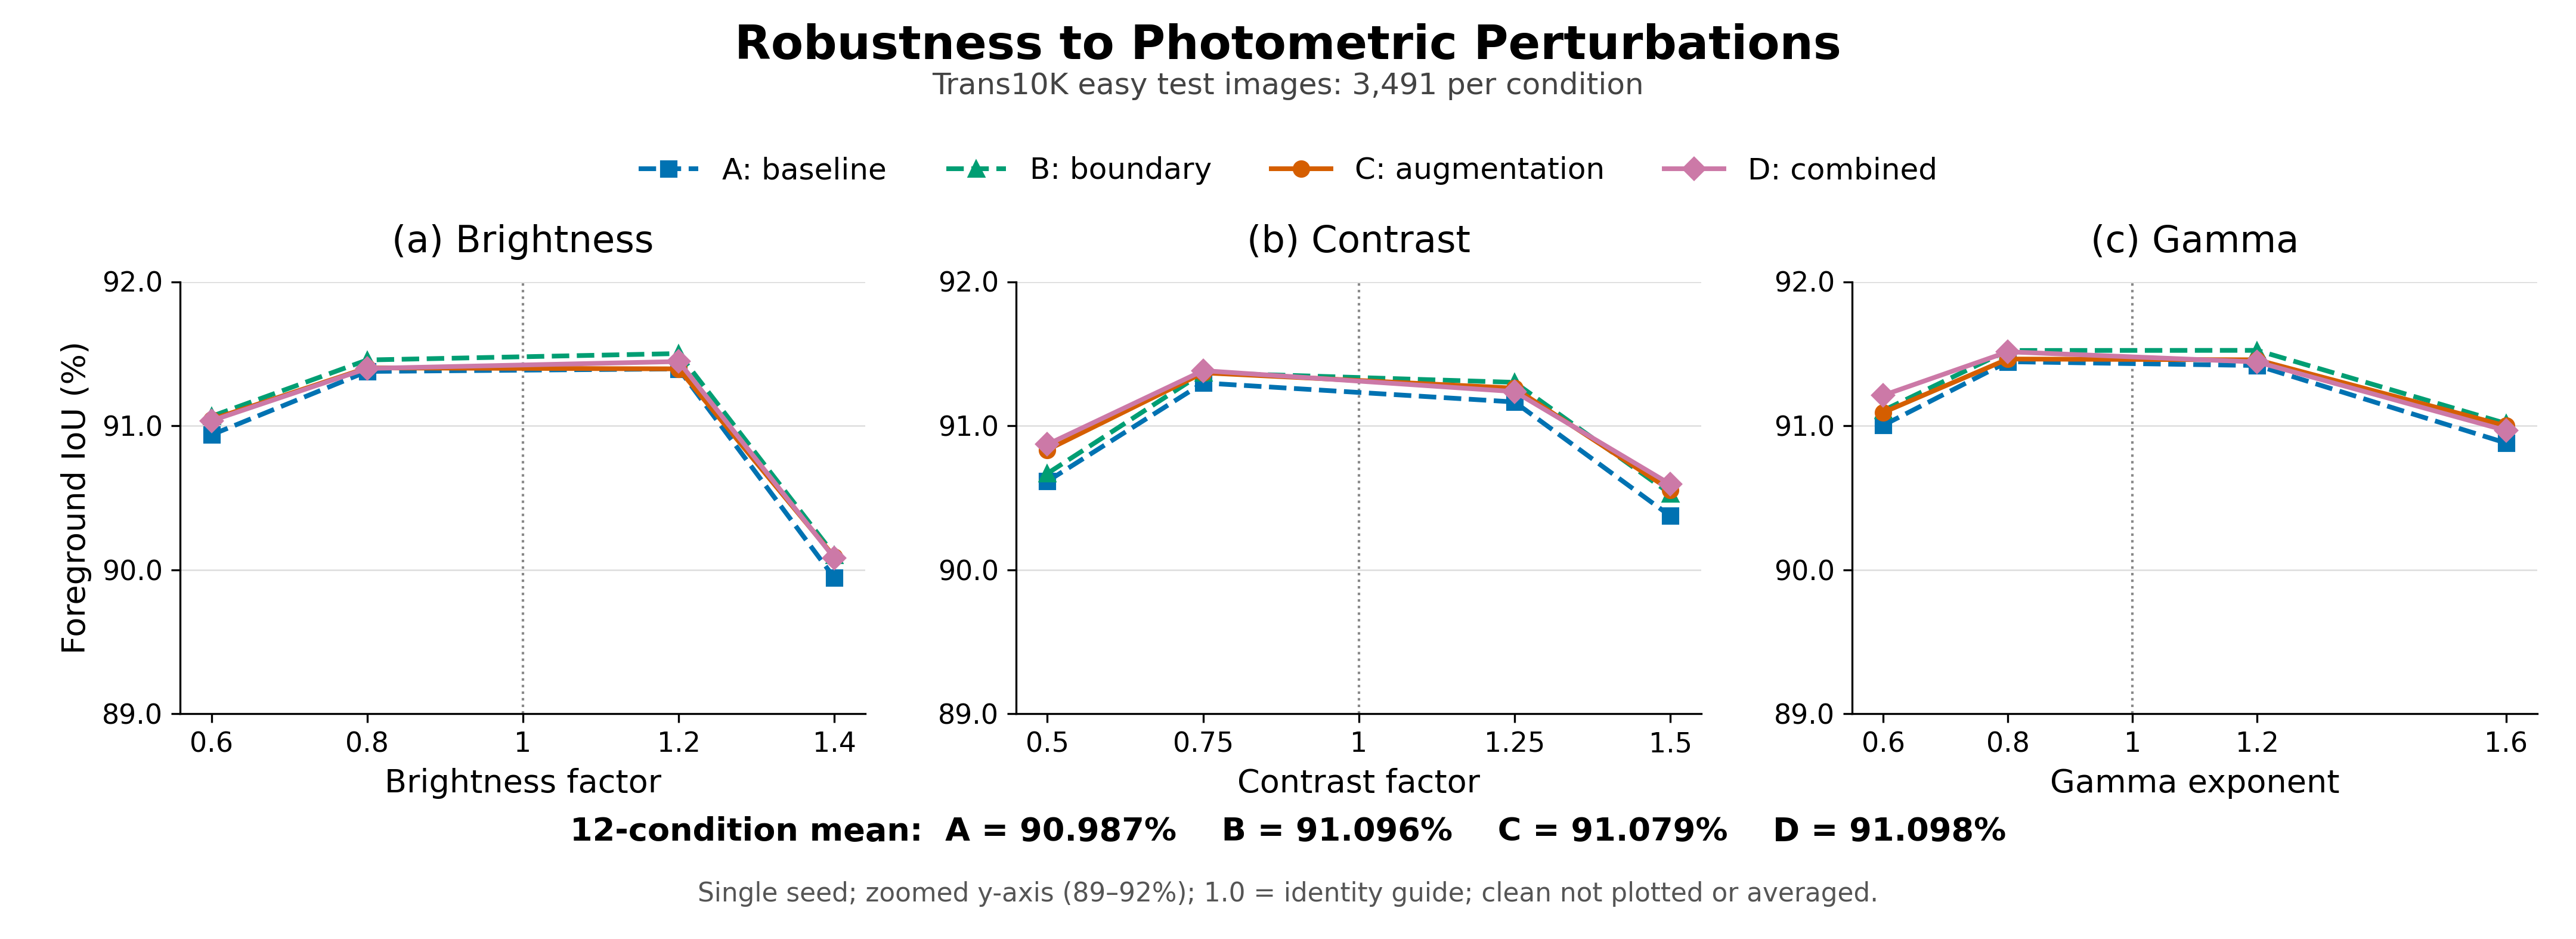 Robustness to Photometric Perturbations
Trans10K easy test images: 3,491 per condition
A: baseline B: boundary C: augmentation D: combined
(a) Brightness
Foreground IoU (%)
92.0
91.0
90.0
89.0
0.6 0.8 1 1.2 1.4
Brightness factor
(b) Contrast
92.0
91.0
90.0
89.0
0.5 0.75 1 1.25 1.5
Contrast factor
(c) Gamma
92.0
91.0
90.0
89.0
0.6 0.8 1 1.2 1.6
Gamma exponent
12-condition mean: A = 90.987% B = 91.096% C = 91.079% D = 91.098%
Single seed; zoomed y-axis (89–92%); 1.0 = identity guide; clean not plotted or averaged.